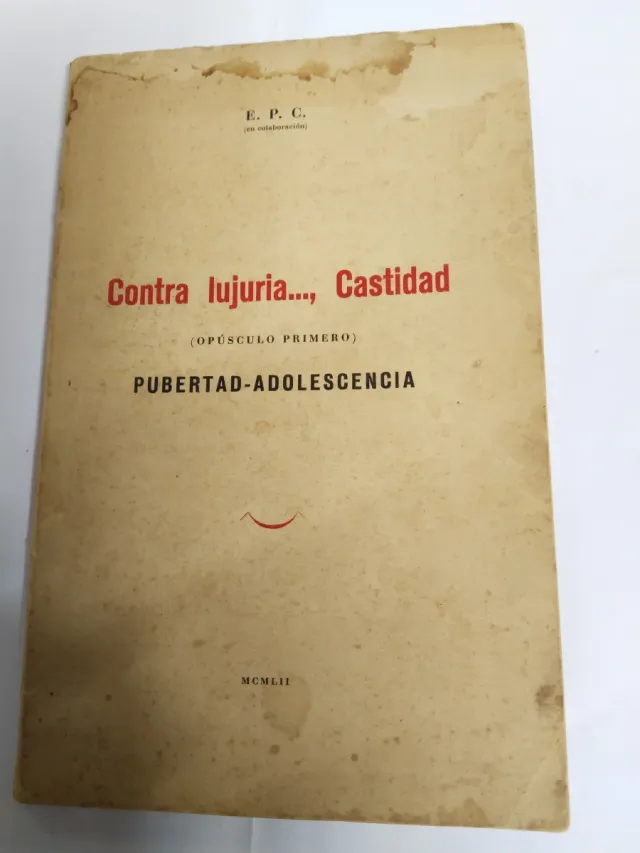 E. P. C.
(en colaboración)
Contra lujuria..., Castidad
(OPÚSCULO PRIMERO)
PUBERTAD-ADOLESCENCIA
MCMLII